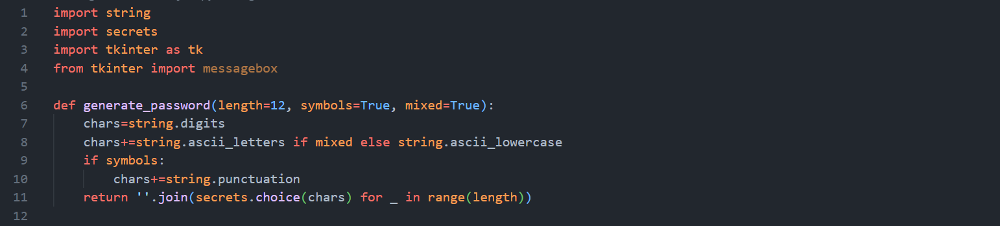 1 import string
2 import secrets
3 import tkinter as tk
4 from tkinter import messagebox
5
6 def generate_password(length=12, symbols=True, mixed=True):
7     chars=string.digits
8     chars+=string.ascii_letters if mixed else string.ascii_lowercase
9     if symbols:
10         chars+=string.punctuation
11     return ''.join(secrets.choice(chars) for _ in range(length))
12